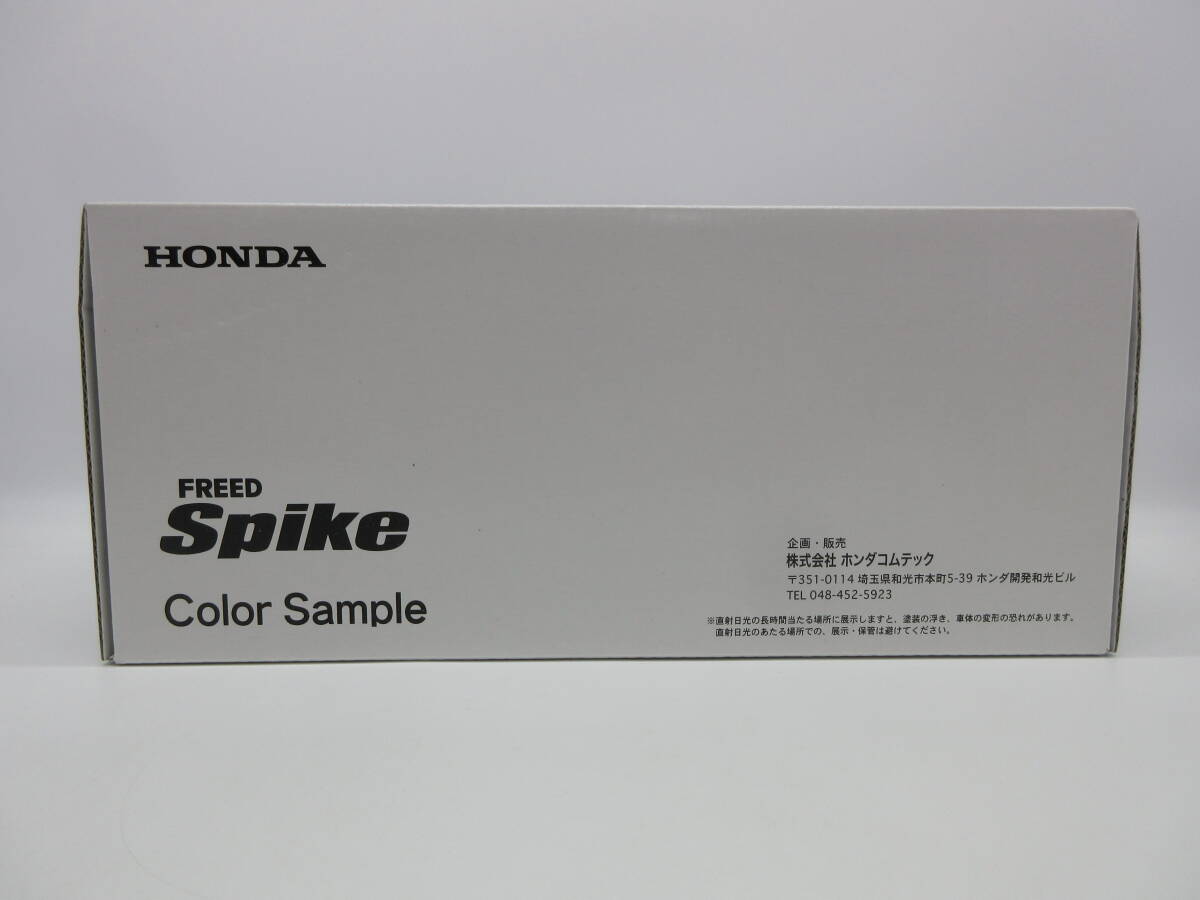 HONDA
FREED
Spike
Color Sample
企画・販売
株式会社 ホンダコムテック
〒351-0114 埼玉県和光市本町5-39 ホンダ開発和光ビル
TEL 048-452-5923
※直射日光の長時間当たる場所に展示しますと、塗装の浮き、車体の変形の恐れがあります。
直射日光のあたる場所での、展示・保管は避けてください。